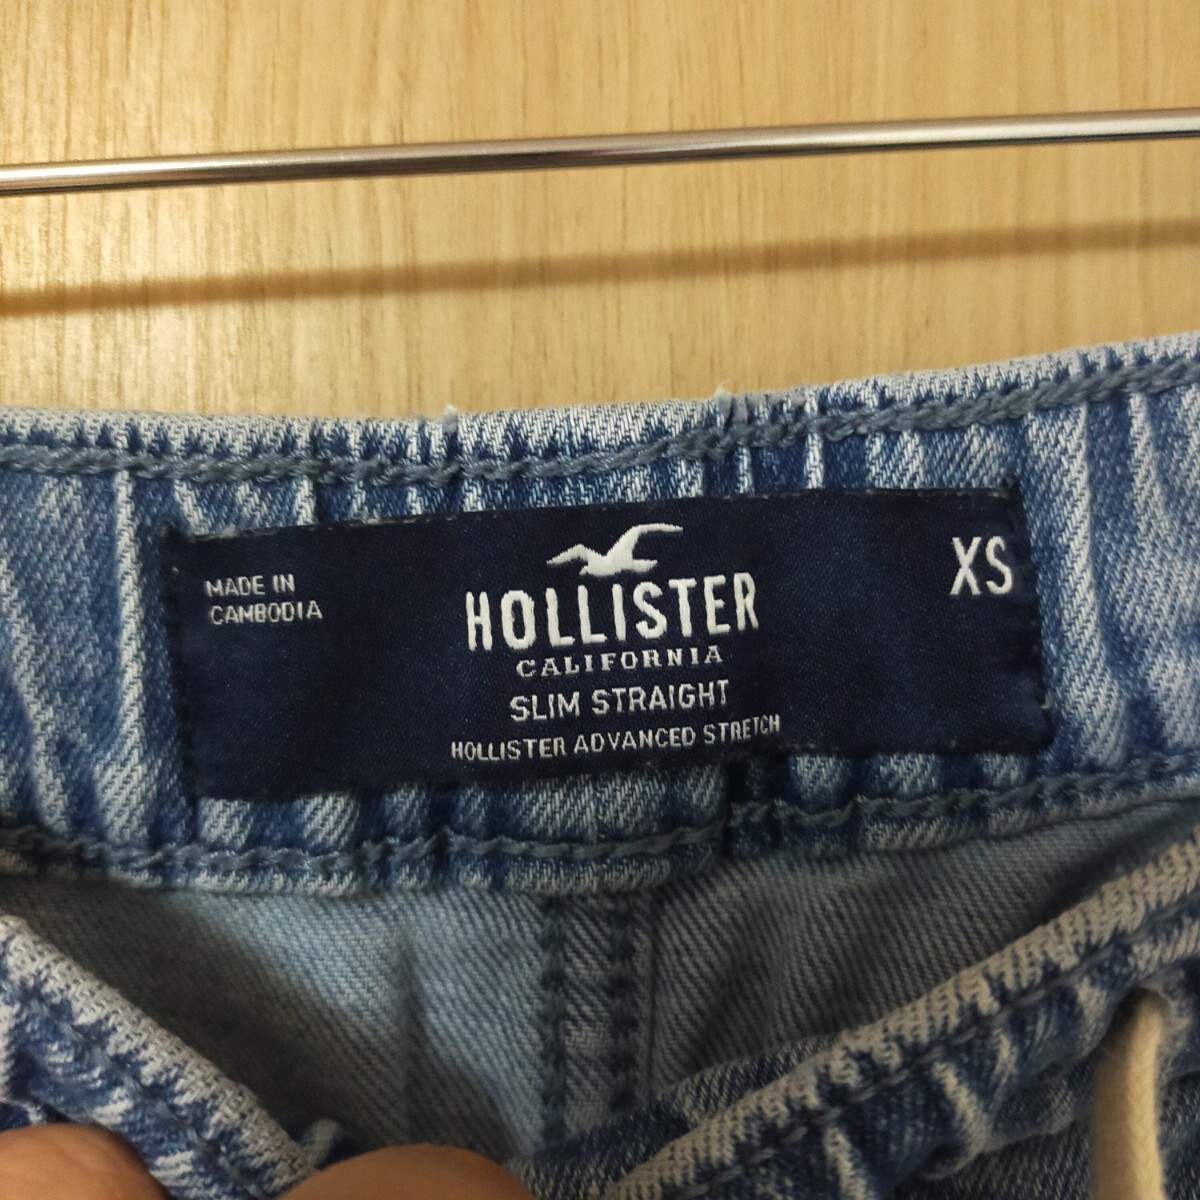 MADE IN
CAMBODIA
HOLLISTER
CALIFORNIA
SLIM STRAIGHT
HOLLISTER ADVANCED STRETCH
XS